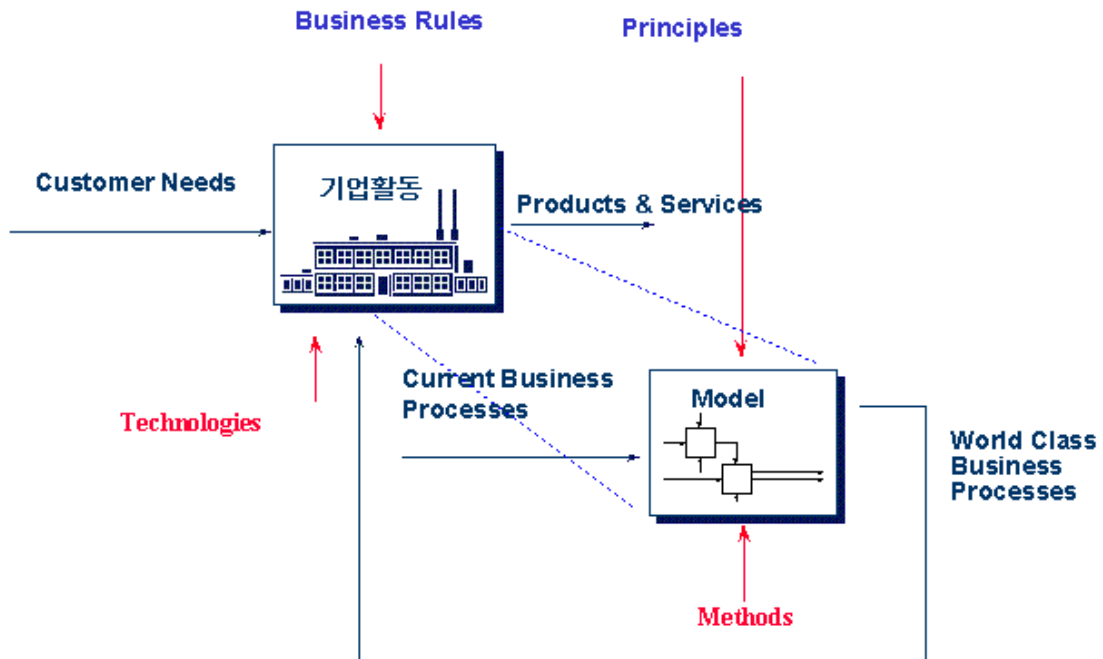 Business Rules
Principles
Customer Needs
기업활동
Products & Services
Current Business
Processes
Model
Technologies
World Class
Business
Processes
Methods